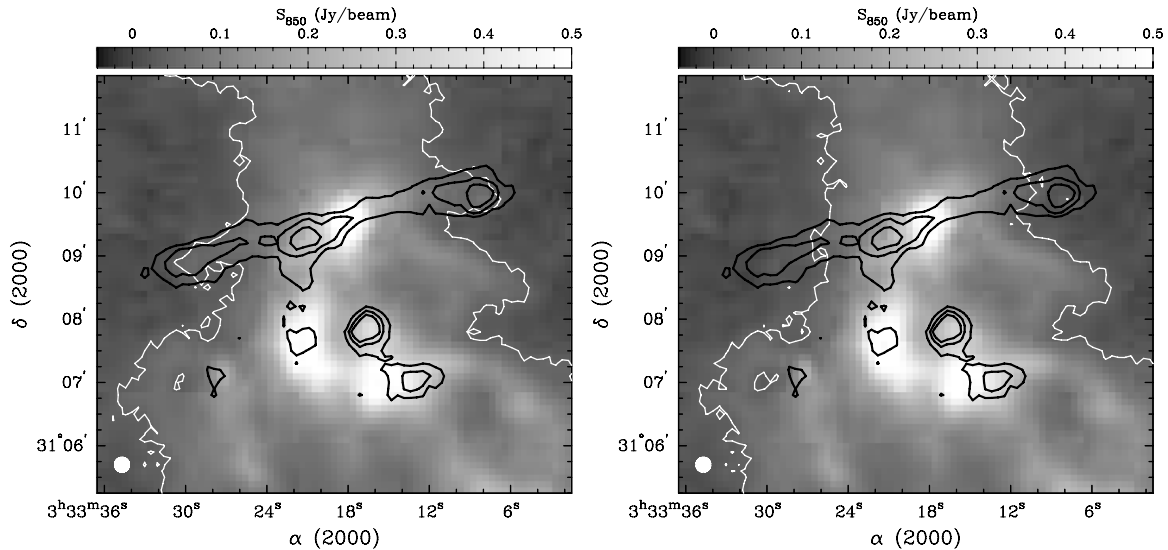 S850 (Jy/beam)
0 0.1 0.2 0.3 0.4 0.5
11′
10′
09′
08′
07′
31°06′
δ (2000)
3h33m36s 30s 24s 18s 12s 6s
α (2000)
S850 (Jy/beam)
0 0.1 0.2 0.3 0.4 0.5
11′
10′
09′
08′
07′
31°06′
δ (2000)
3h33m36s 30s 24s 18s 12s 6s
α (2000)